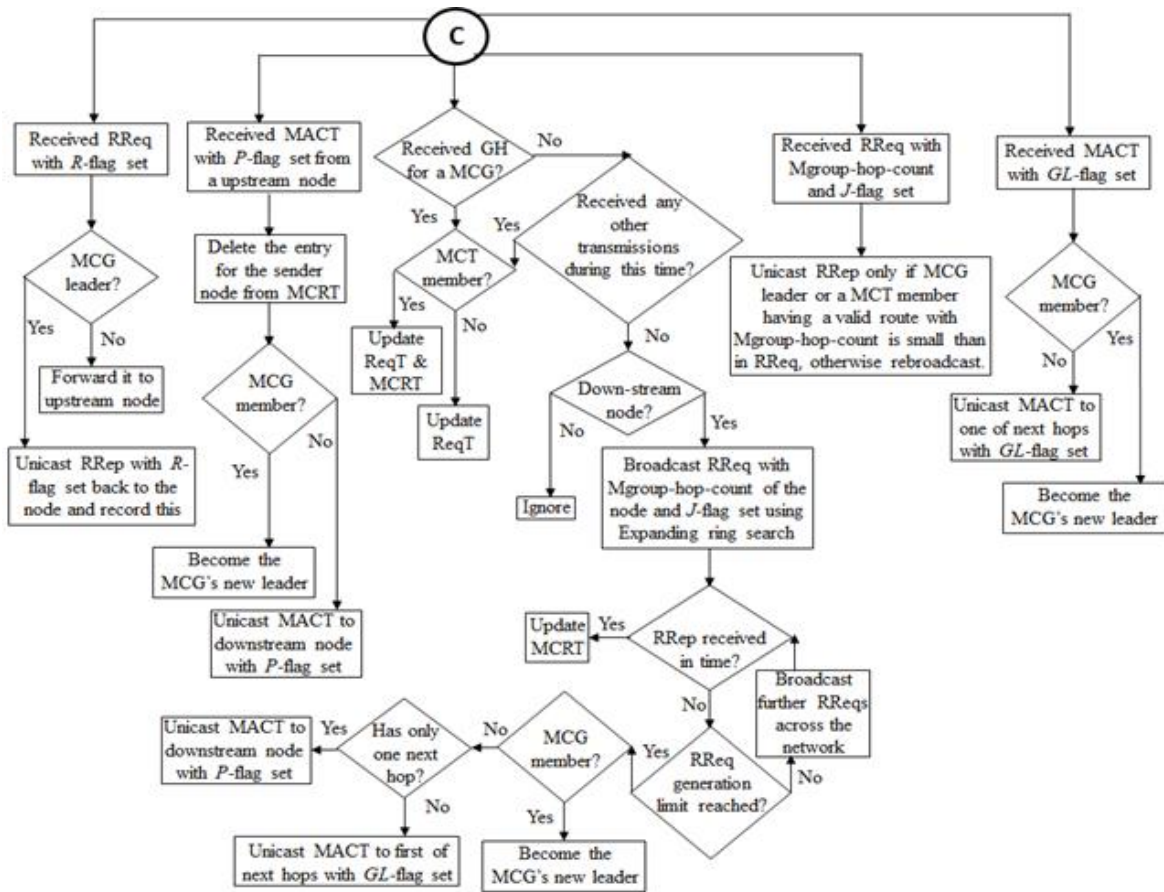 C
Received RReq
with R-flag set
MCG
leader?
Yes
No
Forward it to
upstream node
Unicast RRep with R-
flag set back to the
node and record this
Received MACT
with P-flag set from
a upstream node
Delete the entry
for the sender
node from MCRT
MCG
member?
No
Yes
Become the
MCG's new leader
Unicast MACT to
downstream node
with P-flag set
Received GH
for a MCG?
No
Yes
MCT
member?
Yes
No
Update
ReqT &
MCRT
Update
ReqT
Received any
other
transmissions
during this time?
Yes
No
Down-stream
node?
No
Yes
Ignore
Broadcast RReq with
Mgroup-hop-count of the
node and J-flag set using
Expanding ring search
RRep received
in time?
Yes
Update
MCRT
No
Broadcast
further RReqs
across the
network
RReq
generation
limit reached?
No
Yes
MCG
member?
No
Yes
Become the
MCG's new leader
Has only
one next
hop?
Yes
Unicast MACT to
downstream node
with P-flag set
No
Unicast MACT to first of
next hops with GL-flag set
Received RReq with
Mgroup-hop-count
and J-flag set
Unicast RRep only if MCG
leader or a MCT member
having a valid route with
Mgroup-hop-count is small than
in RReq, otherwise rebroadcast.
Received MACT
with GL-flag set
MCG
member?
No
Yes
Unicast MACT to
one of next hops
with GL-flag set
Become the
MCG's new leader